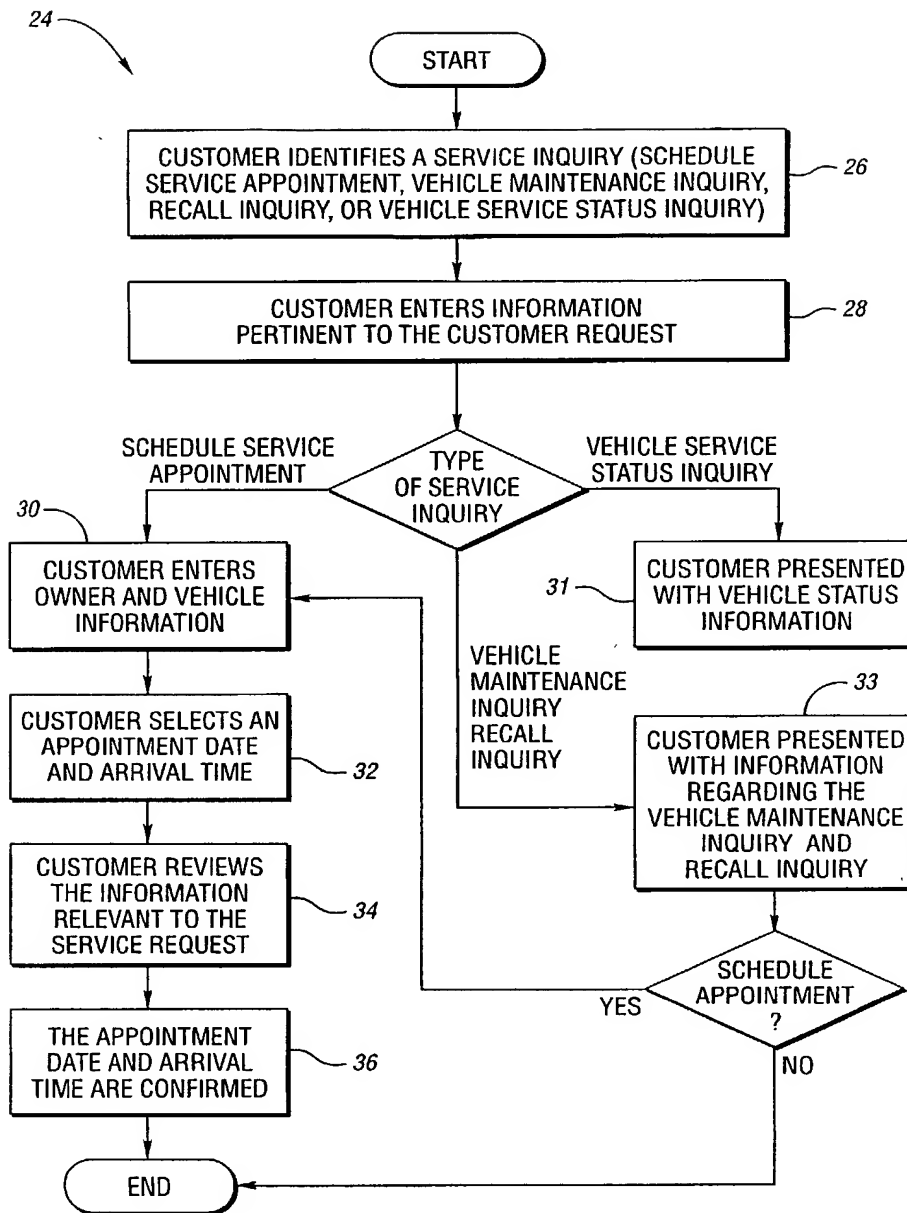 24
START
CUSTOMER IDENTIFIES A SERVICE INQUIRY (SCHEDULE
SERVICE APPOINTMENT, VEHICLE MAINTENANCE INQUIRY,
RECALL INQUIRY, OR VEHICLE SERVICE STATUS INQUIRY)
26
CUSTOMER ENTERS INFORMATION
PERTINENT TO THE CUSTOMER REQUEST
28
TYPE
OF SERVICE
INQUIRY
SCHEDULE SERVICE
APPOINTMENT
VEHICLE SERVICE
STATUS INQUIRY
30
CUSTOMER ENTERS
OWNER AND VEHICLE
INFORMATION
31
CUSTOMER PRESENTED
WITH VEHICLE STATUS
INFORMATION
VEHICLE
MAINTENANCE
INQUIRY
RECALL
INQUIRY
33
CUSTOMER PRESENTED
WITH INFORMATION
REGARDING THE
VEHICLE MAINTENANCE
INQUIRY AND
RECALL INQUIRY
CUSTOMER SELECTS AN
APPOINTMENT DATE
AND ARRIVAL TIME
32
CUSTOMER REVIEWS
THE INFORMATION
RELEVANT TO THE
SERVICE REQUEST
34
SCHEDULE
APPOINTMENT
?
YES
NO
THE APPOINTMENT
DATE AND ARRIVAL
TIME ARE CONFIRMED
36
END